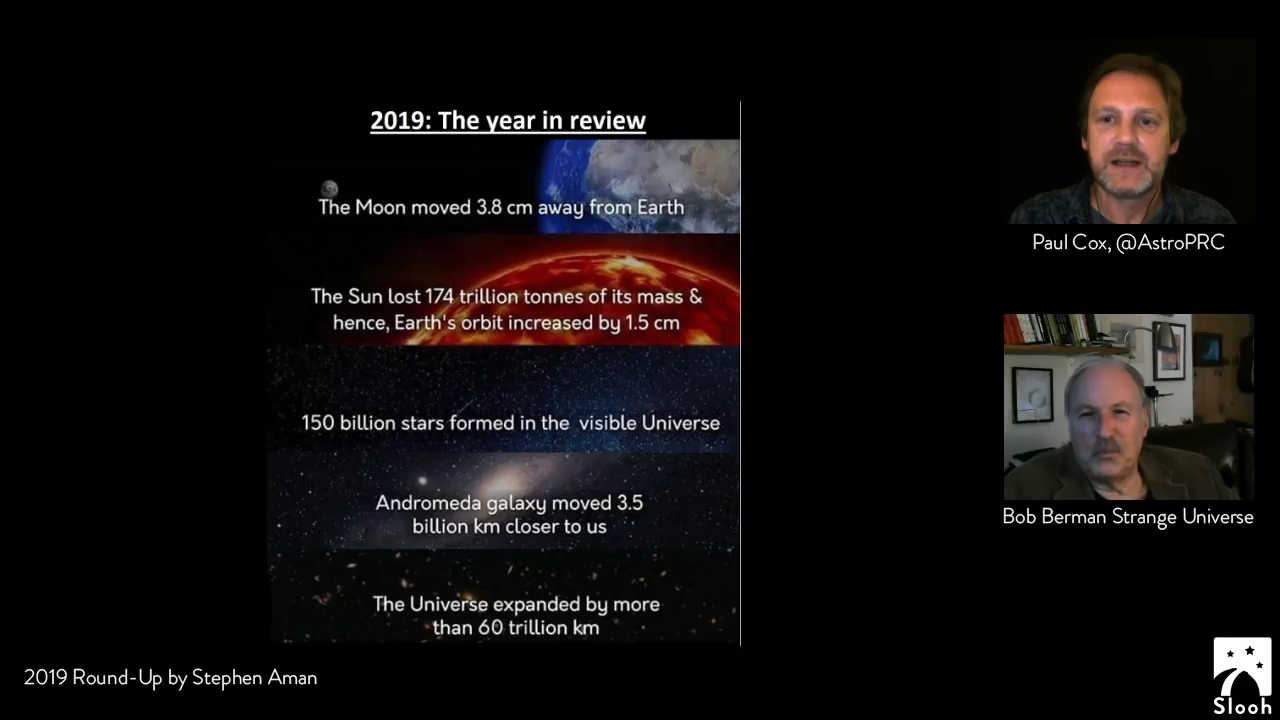 2019: The year in review
The Moon moved 3.8 cm away from Earth
The Sun lost 174 trillion tonnes of its mass &
hence, Earth's orbit increased by 1.5 cm
150 billion stars formed in the visible Universe
Andromeda galaxy moved 3.5
billion km closer to us
The Universe expanded by more
than 60 trillion km
2019 Round-Up by Stephen Aman
Paul Cox, @AstroPRC
Bob Berman Strange Universe
Slooh